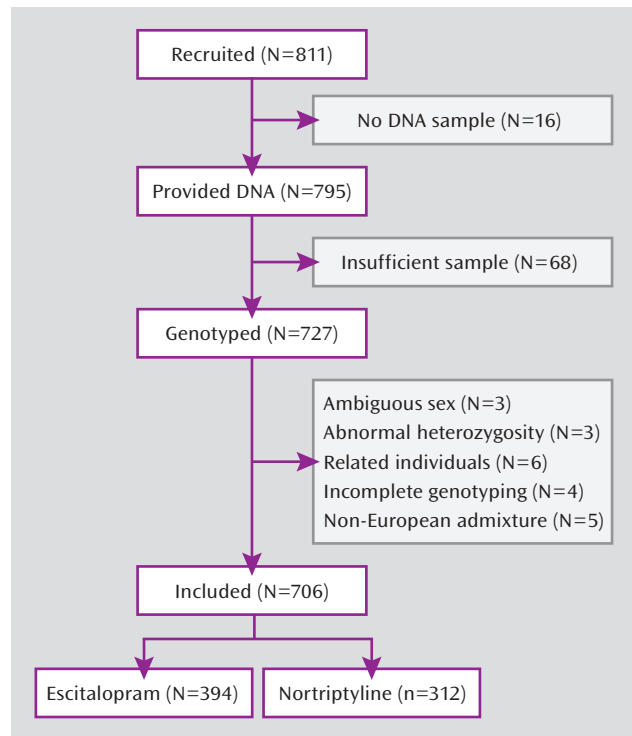 Recruited (N=811)
No DNA sample (N=16)
Provided DNA (N=795)
Insufficient sample (N=68)
Genotyped (N=727)
Ambiguous sex (N=3)
Abnormal heterozygosity (N=3)
Related individuals (N=6)
Incomplete genotyping (N=4)
Non-European admixture (N=5)
Included (N=706)
Escitalopram (N=394)
Nortriptyline (n=312)